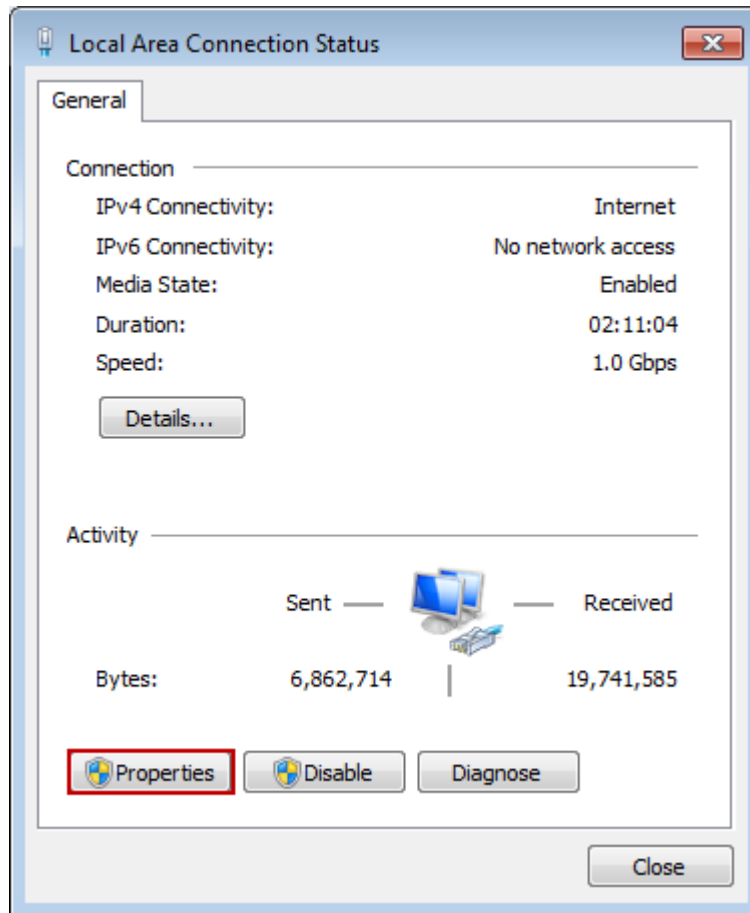 Local Area Connection Status
General
Connection
IPv4 Connectivity: Internet
IPv6 Connectivity: No network access
Media State: Enabled
Duration: 02:11:04
Speed: 1.0 Gbps
Details...
Activity
Sent Received
Bytes: 6,862,714 19,741,585
Properties Disable Diagnose
Close